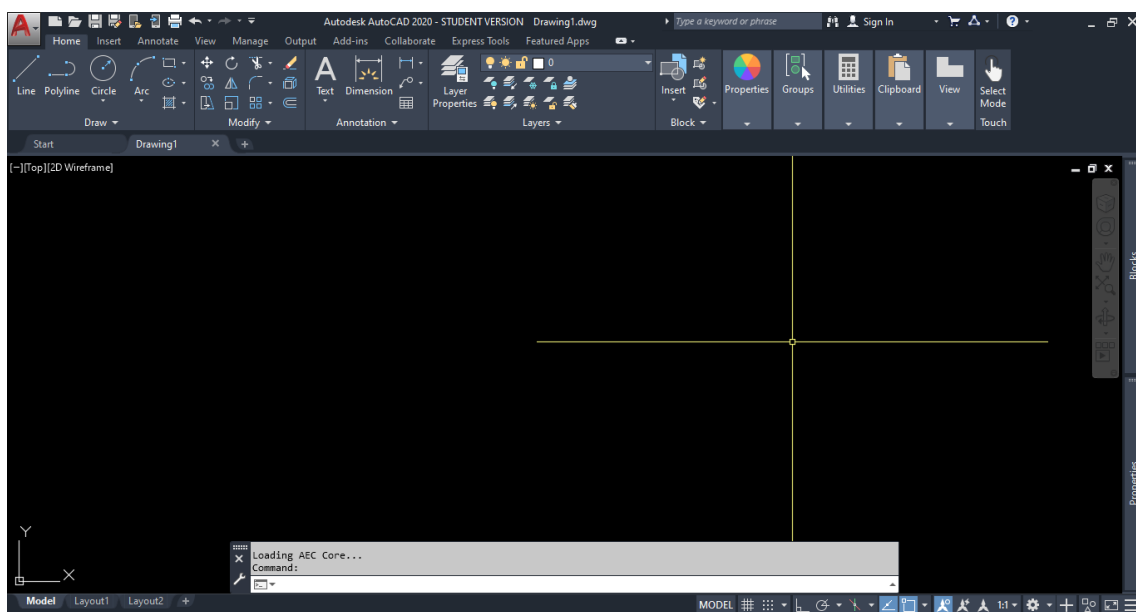 Autodesk AutoCAD 2020 - STUDENT VERSION Drawing1.dwg Type a keyword or phrase Sign In
Home Insert Annotate View Manage Output Add-ins Collaborate Express Tools Featured Apps
0
Line Polyline Circle Arc Text Dimension Layer Properties Insert Properties Groups Utilities Clipboard View Select Mode
Draw Modify Annotation Layers Block Touch
Start Drawing1
[−][Top][2D Wireframe]
Blocks
Properties
Y
X
Loading AEC Core...
Command:
Model Layout1 Layout2 MODEL 1:1